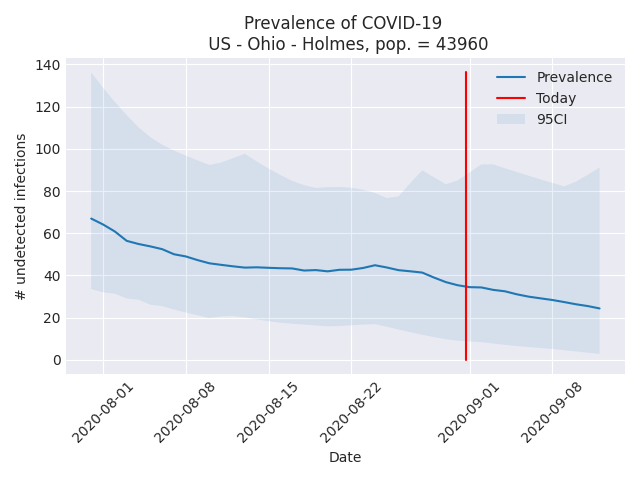 Prevalence of COVID-19
US - Ohio - Holmes, pop. = 43960
# undetected infections
140
120
100
80
60
40
20
0
Prevalence
Today
95CI
2020-08-01
2020-08-08
2020-08-15
2020-08-22
2020-09-01
2020-09-08
Date